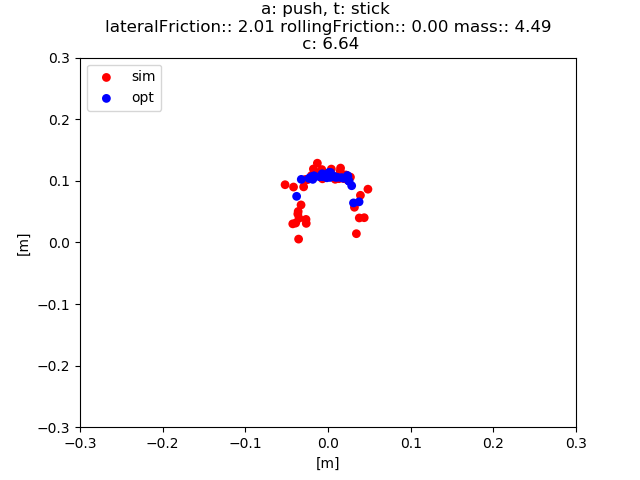 a: push, t: stick
lateralFriction:: 2.01 rollingFriction:: 0.00 mass:: 4.49
c: 6.64
sim
opt
0.3
0.2
0.1
0.0
−0.1
−0.2
−0.3
[m]
−0.3 −0.2 −0.1 0.0 0.1 0.2 0.3
[m]